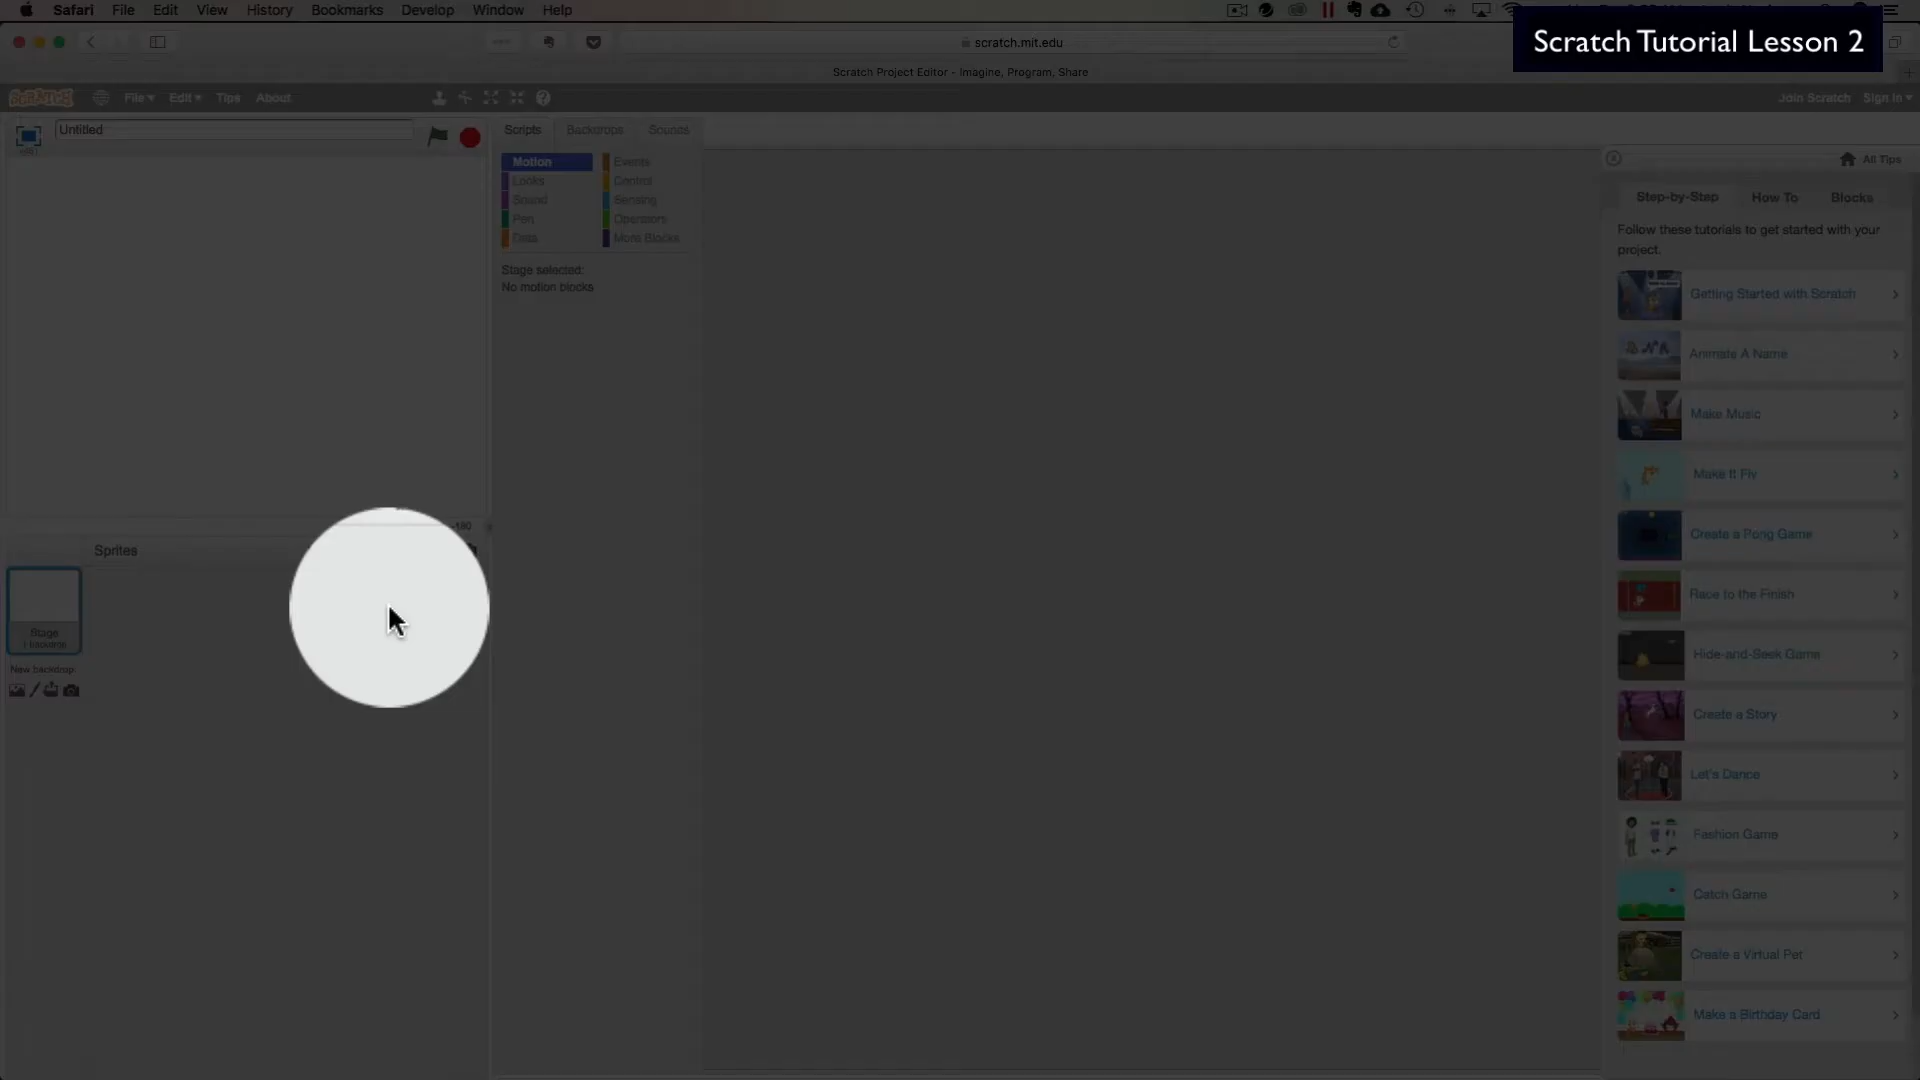 Safari File Edit View History Bookmarks Develop Window Help
Scratch Tutorial Lesson 2
scratch.mit.edu
Scratch Project Editor - Imagine, Program, Share
SCRATCH File Edit Tips About
Join Scratch Sign in
Untitled
Scripts Backdrops Sounds
Motion Events
Looks Control
Sound Sensing
Pen Operators
Data More Blocks
Stage selected:
No motion blocks
All Tips
Step-by-Step How To Blocks
Follow these tutorials to get started with your
project.
Getting Started with Scratch
Animate A Name
Make Music
Make It Fly
Create a Pong Game
Race to the Finish
Hide-and-Seek Game
Create a Story
Let's Dance
Fashion Game
Catch Game
Create a Virtual Pet
Make a Birthday Card
-180
Sprites
Stage
1 backdrop
New backdrop: